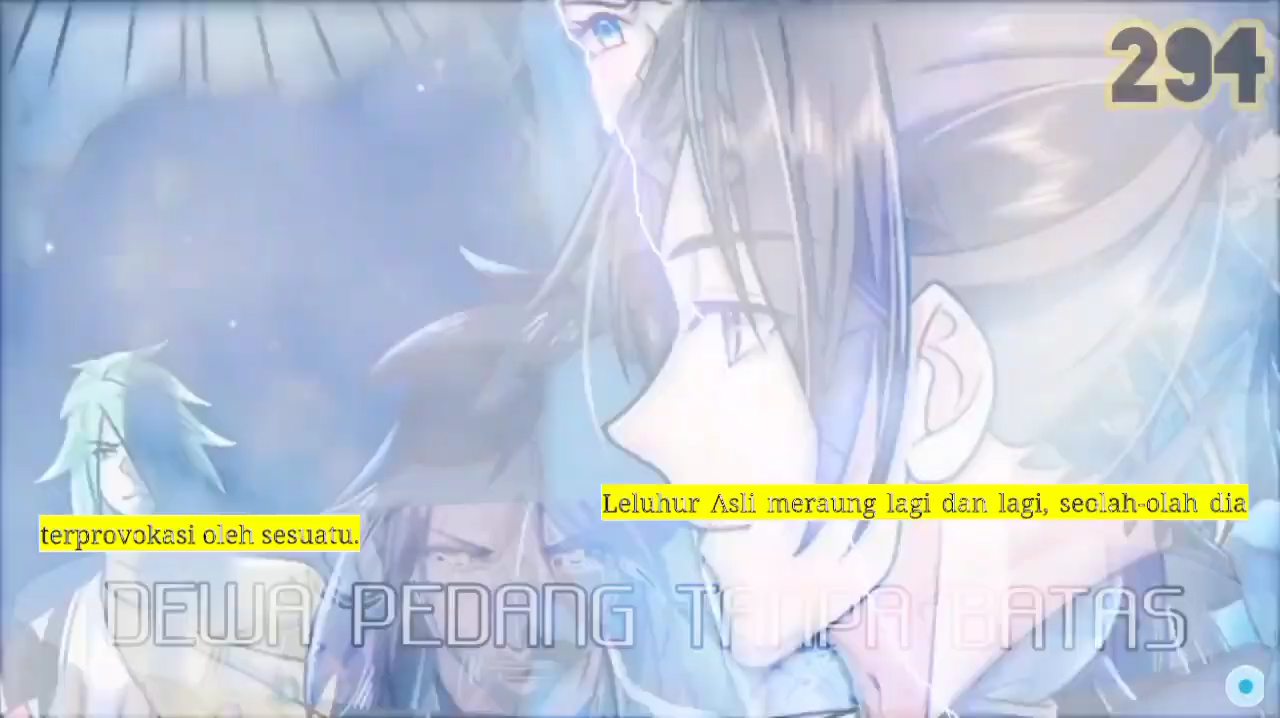 294
Leluhur Asli meraung lagi dan lagi, seolah-olah dia
terprovokasi oleh sesuatu.
DEWA PEDANG TANPA BATAS